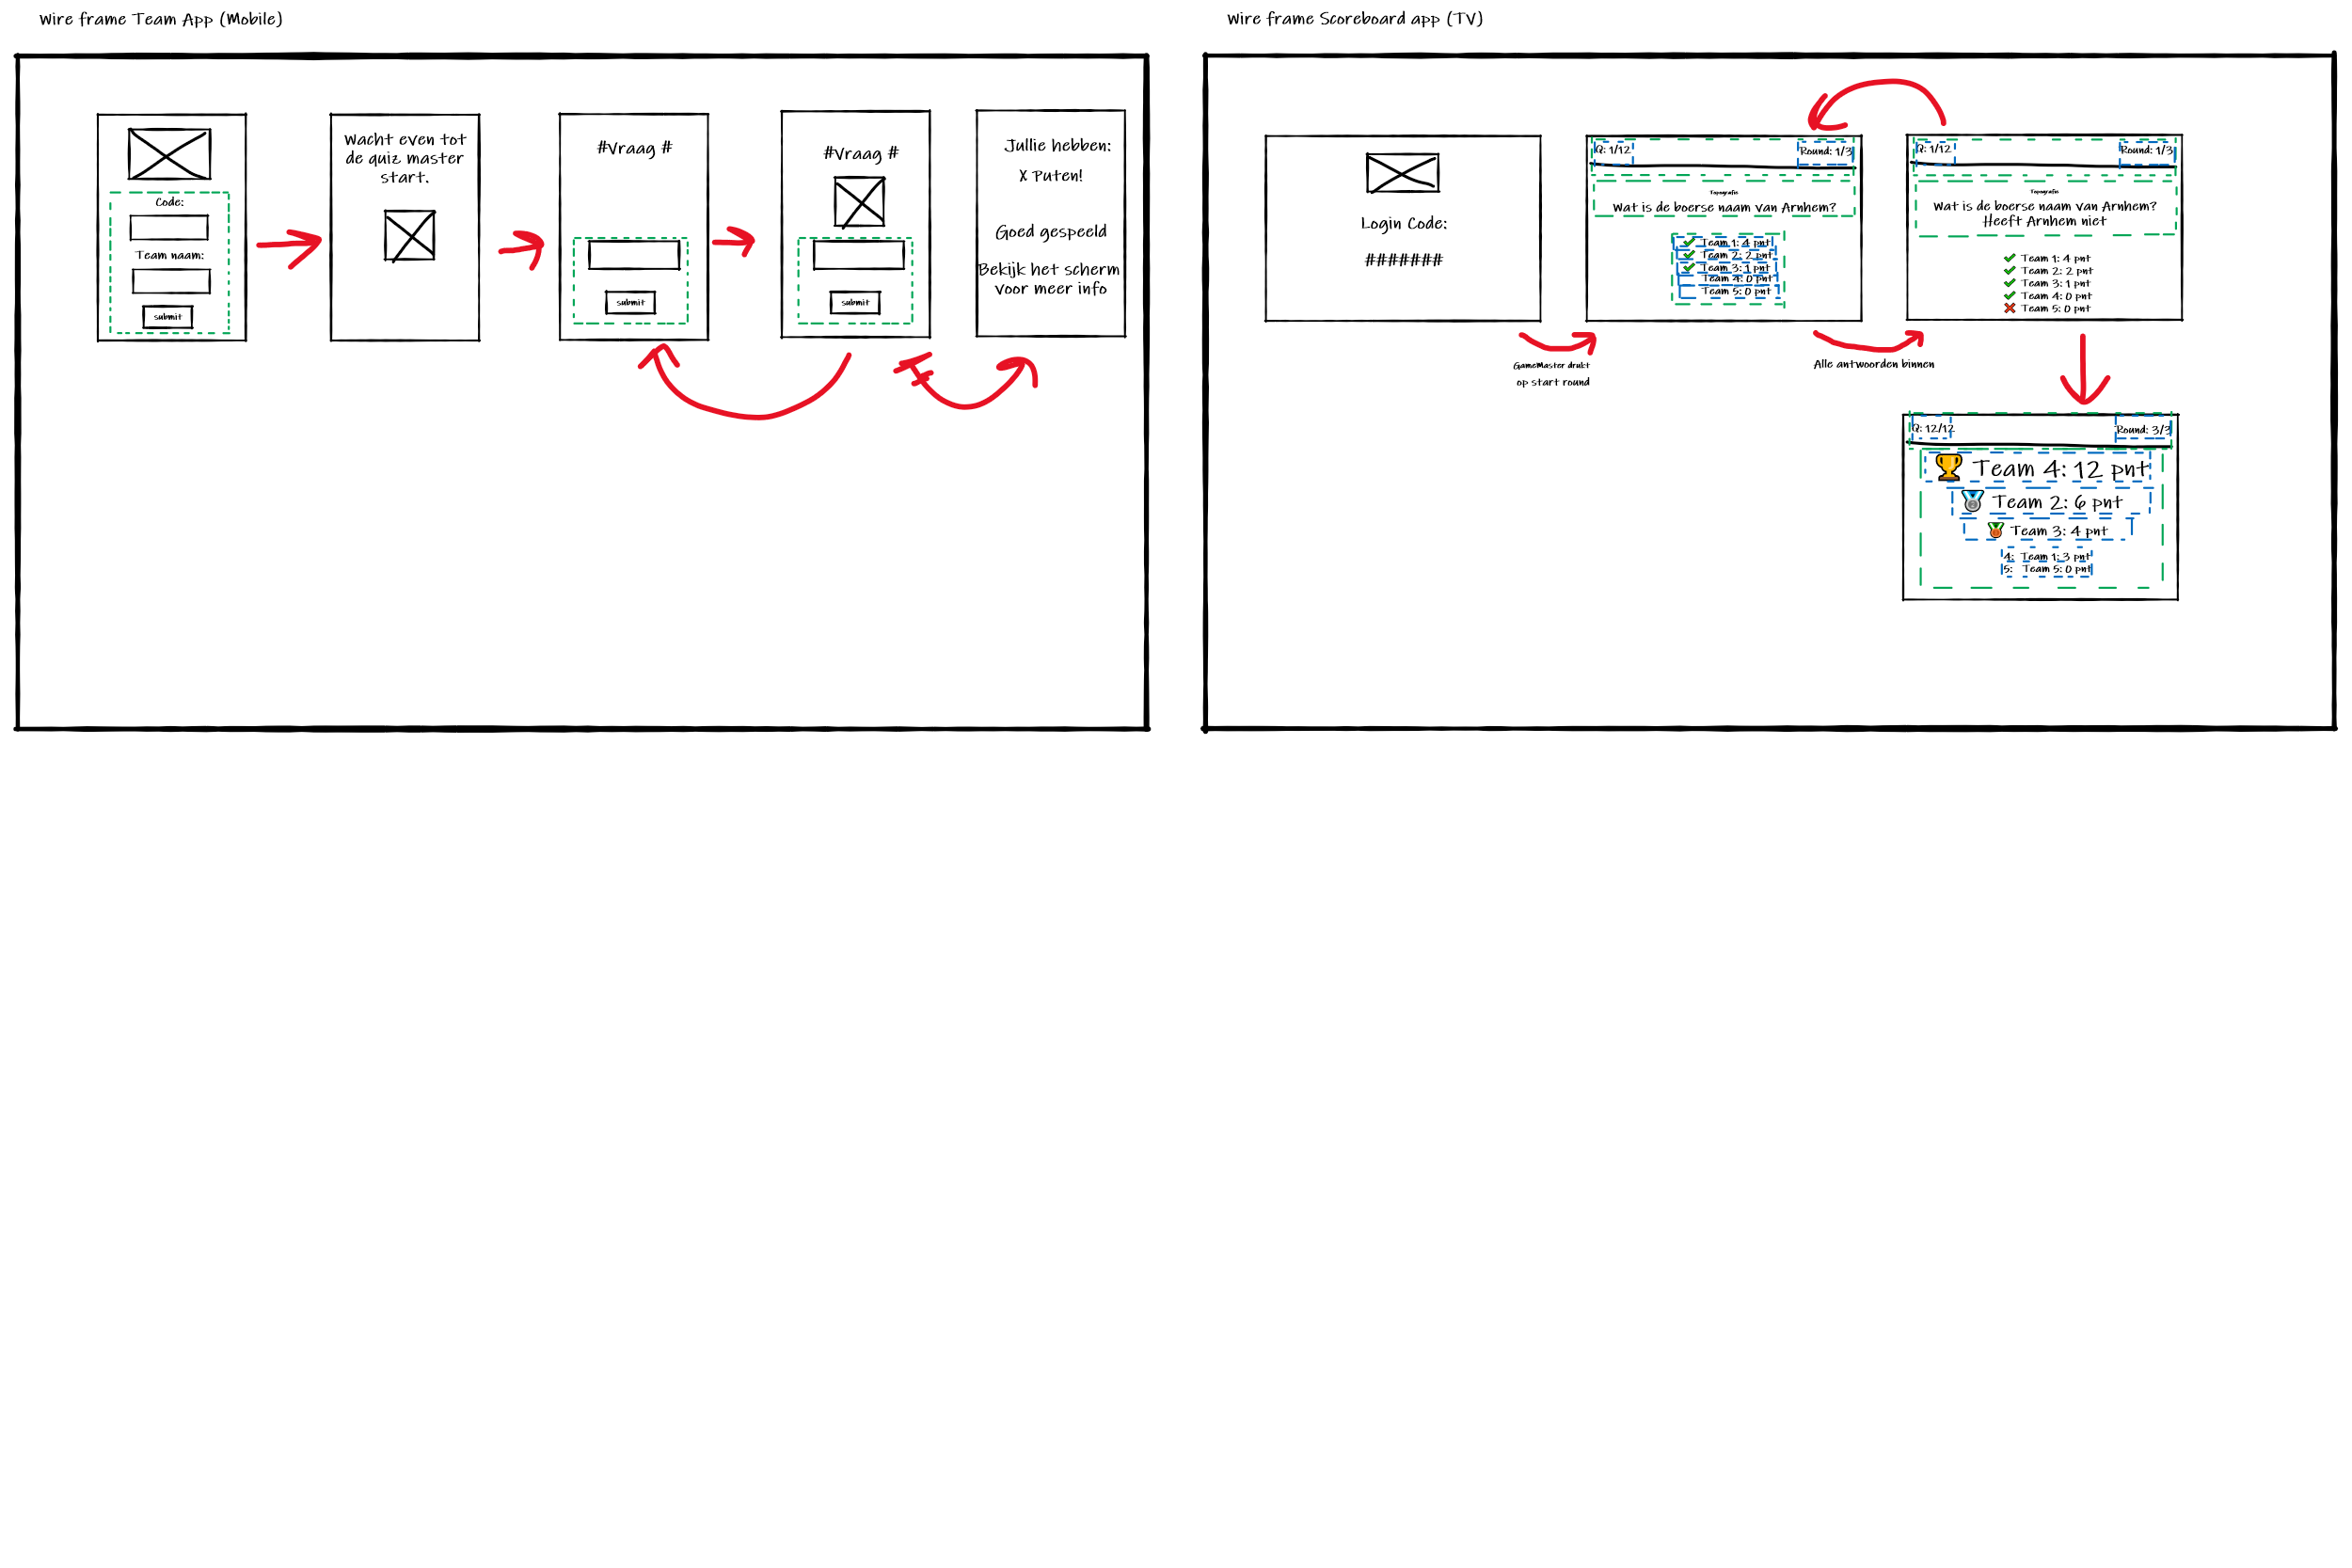 Wire frame Team App (Mobile)
Code:
Team naam:
submit
Wacht even tot
de quiz master
start.
#Vraag #
submit
#Vraag #
submit
Jullie hebben:
X Puten!
Goed gespeeld
Bekijk het scherm
voor meer info
Wire frame Scoreboard app (TV)
Login Code:
#######
GameMaster drukt
op start round
Q: 1/12
Round: 1/3
Topografie
Wat is de boerse naam van Arnhem?
Team 1: 4 pnt
Team 2: 2 pnt
Team 3: 1 pnt
Team 4: 0 pnt
Team 5: 0 pnt
Alle antwoorden binnen
Q: 1/12
Round: 1/3
Topografie
Wat is de boerse naam van Arnhem?
Heeft Arnhem niet
Team 1: 4 pnt
Team 2: 2 pnt
Team 3: 1 pnt
Team 4: 0 pnt
Team 5: 0 pnt
Q: 12/12
Round: 3/3
Team 4: 12 pnt
Team 2: 6 pnt
Team 3: 4 pnt
4: Team 1: 3 pnt
5: Team 5: 0 pnt